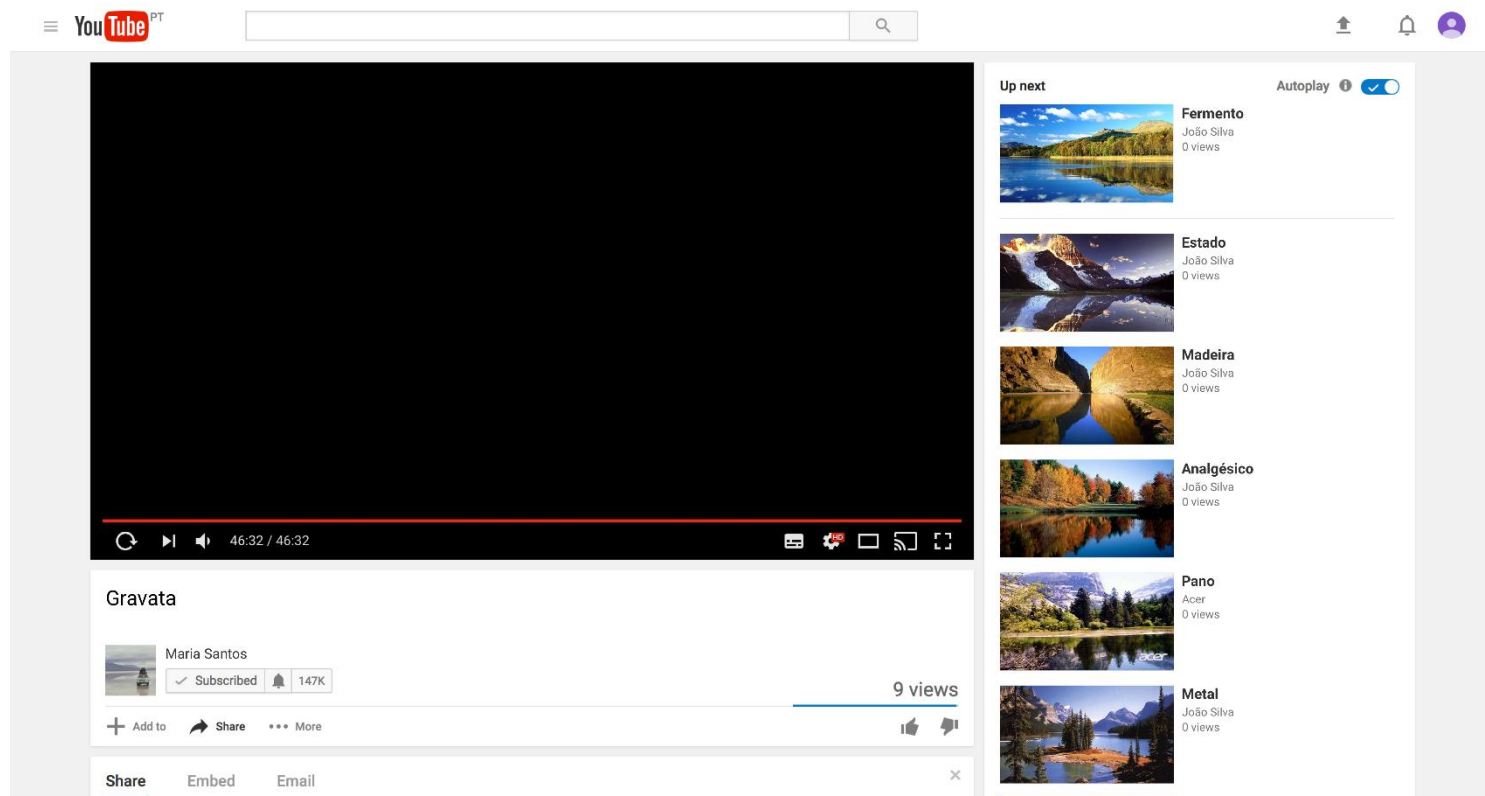 YouTube PT
Up next
Autoplay
Fermento
João Silva
0 views
Estado
João Silva
0 views
Madeira
João Silva
0 views
Analgésico
João Silva
0 views
Pano
Acer
0 views
acer
Metal
João Silva
0 views
46:32 / 46:32
HD
Gravata
Maria Santos
Subscribed 147K
9 views
Add to Share More
Share Embed Email